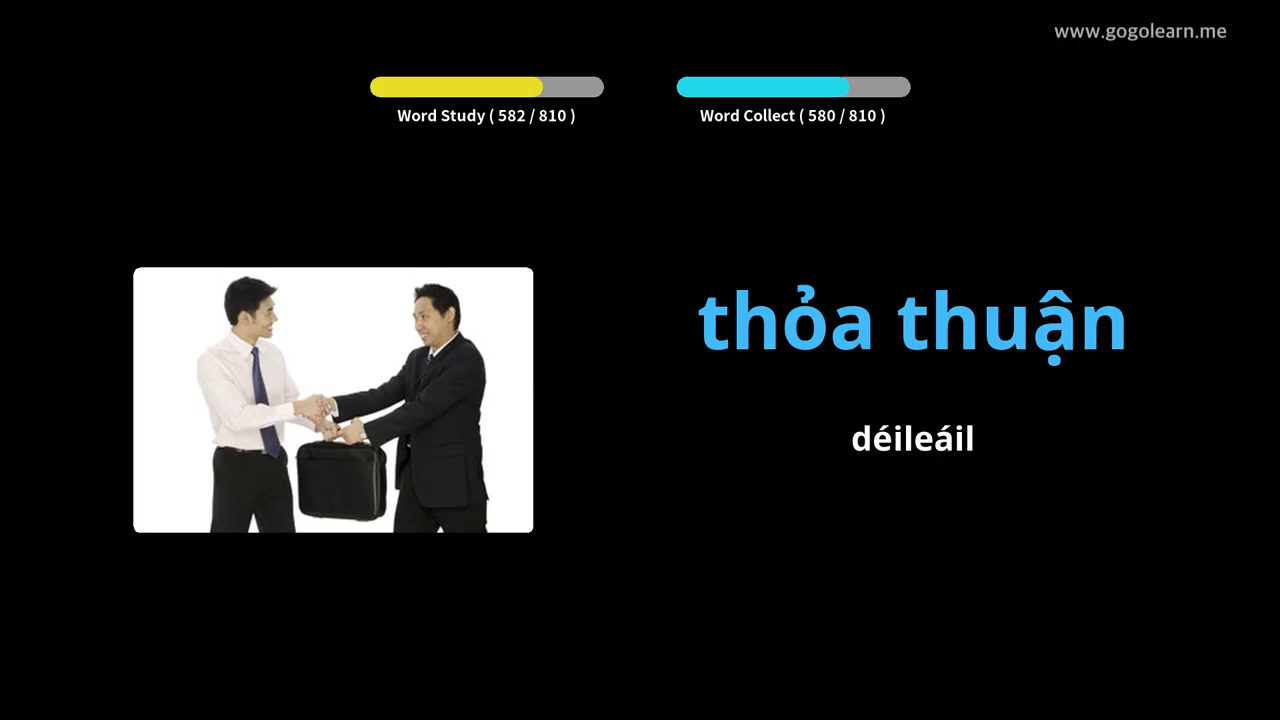 www.gogolearn.me
Word Study ( 582 / 810 )
Word Collect ( 580 / 810 )
thỏa thuận
déileáil